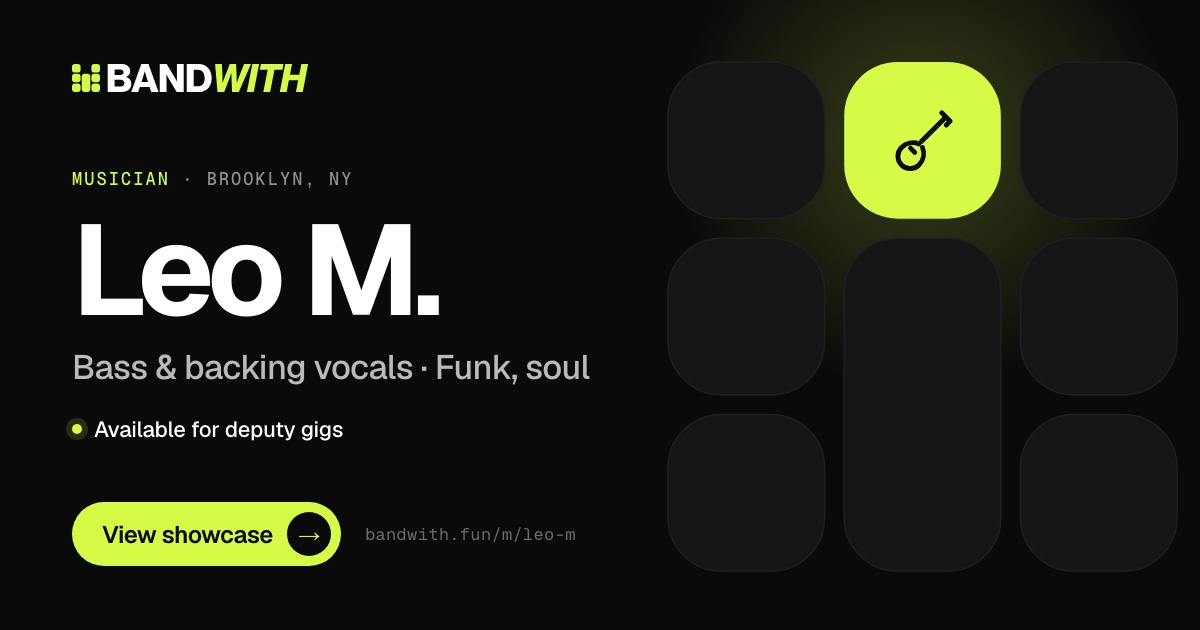 BANDWITH
MUSICIAN · BROOKLYN, NY
Leo M.
Bass & backing vocals · Funk, soul
Available for deputy gigs
View showcase →
bandwith.fun/m/leo-m